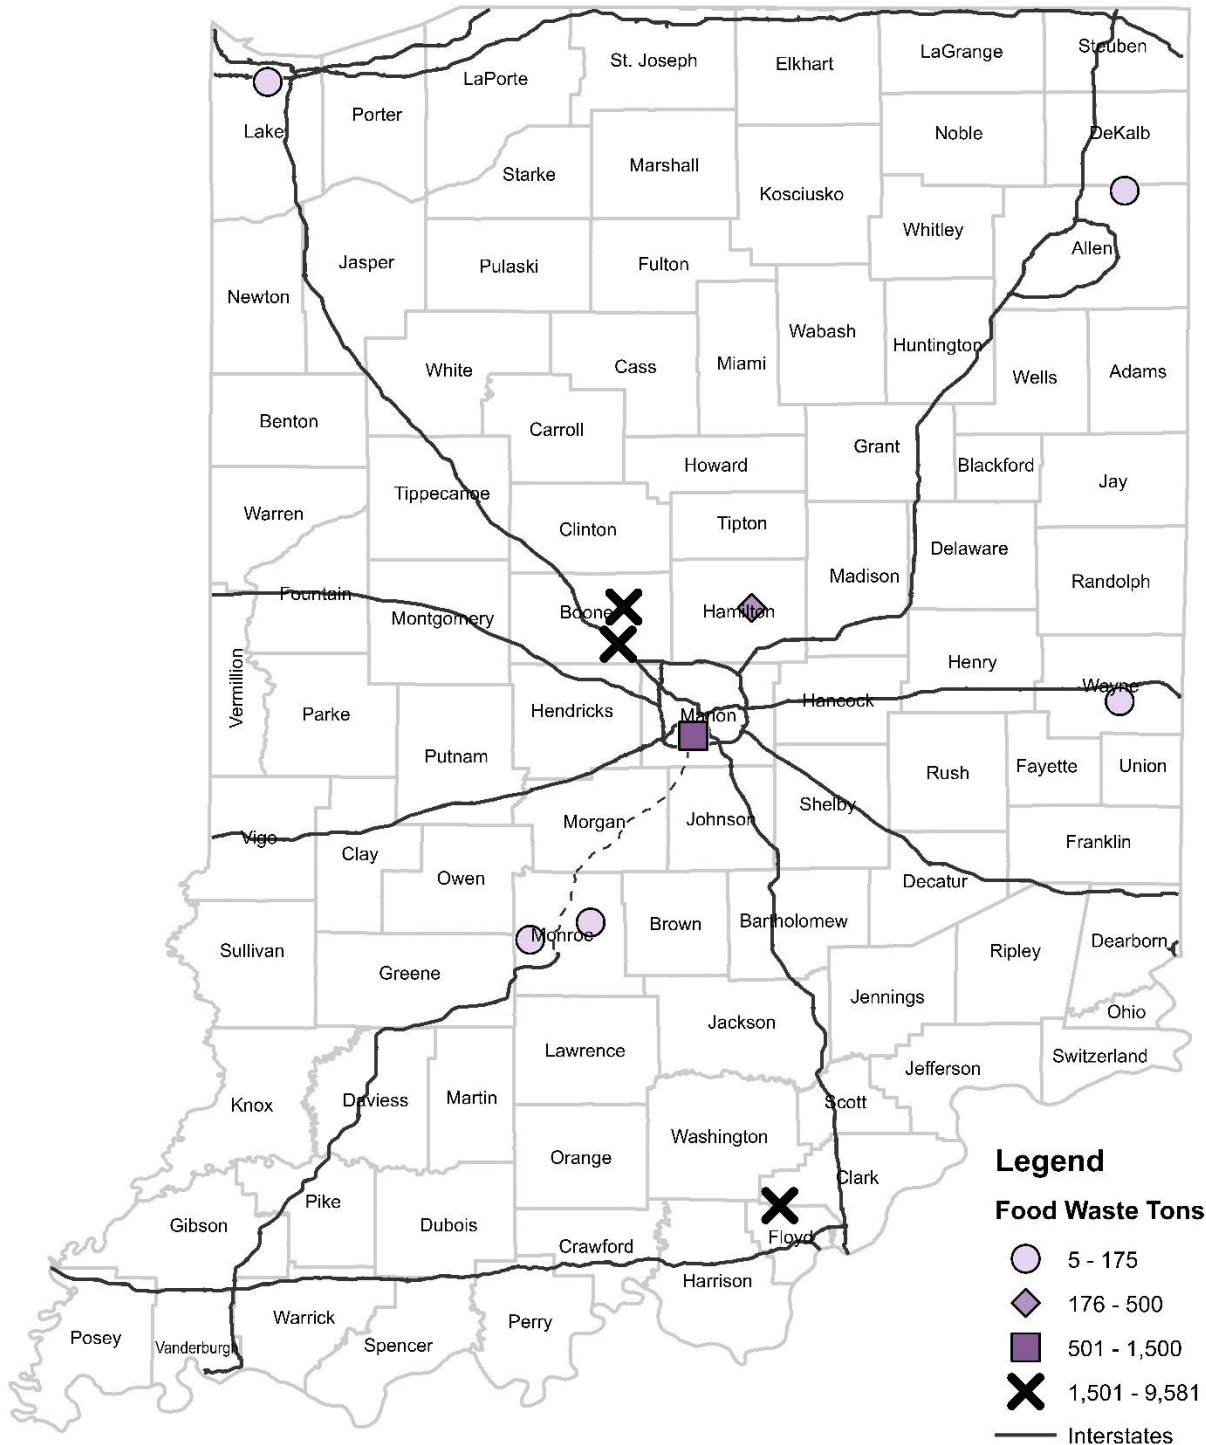 Steuben
LaGrange
St. Joseph
Elkhart
LaPorte
Porter
Lake
Noble
DeKalb
Marshall
Starke
Kosciusko
Whitley
Allen
Jasper
Pulaski
Fulton
Newton
Wabash
Huntington
Miami
Cass
White
Wells
Adams
Benton
Carroll
Grant
Howard
Blackford
Jay
Tippecanoe
Warren
Clinton
Tipton
Delaware
Madison
Randolph
Fountain
Boone
Hamilton
Montgomery
Henry
Vermillion
Wayne
Hancock
Hendricks
Marion
Parke
Putnam
Rush
Fayette
Union
Shelby
Morgan
Johnson
Vigo
Clay
Franklin
Owen
Decatur
Brown
Bartholomew
Monroe
Sullivan
Greene
Ripley
Dearborn
Jennings
Ohio
Jackson
Lawrence
Switzerland
Jefferson
Knox
Daviess
Martin
Scott
Washington
Orange
Clark
Pike
Gibson
Dubois
Floyd
Crawford
Harrison
Warrick
Perry
Posey
Vanderburgh
Spencer
Legend
Food Waste Tons
5 - 175
176 - 500
501 - 1,500
1,501 - 9,581
Interstates